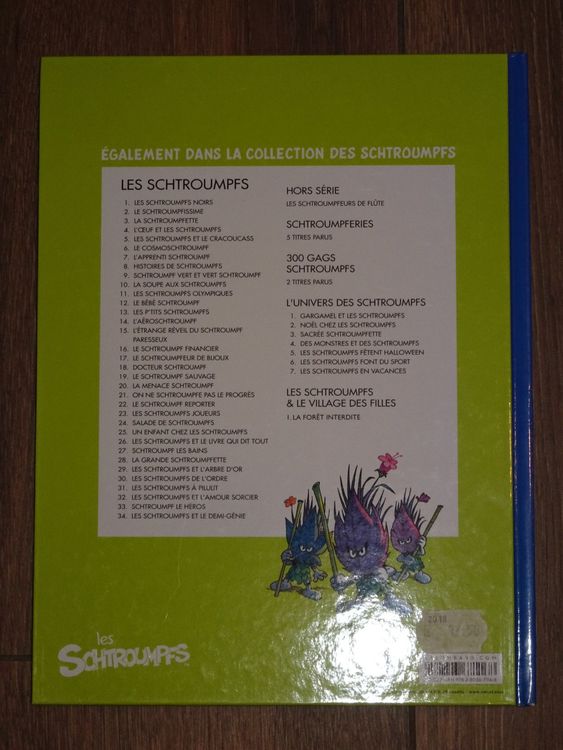 ÉGALEMENT DANS LA COLLECTION DES SCHTROUMPFS
LES SCHTROUMPFS
1. LES SCHTROUMPFS NOIRS
2. LE SCHTROUMPFISSIME
3. LA SCHTROUMPFETTE
4. L'ŒUF ET LES SCHTROUMPFS
5. LES SCHTROUMPFS ET LE CRACOUCASS
6. LE COSMOSCHTROUMPF
7. L'APPRENTI SCHTROUMPF
8. HISTOIRES DE SCHTROUMPFS
9. SCHTROUMPF VERT ET VERT SCHTROUMPF
10. LA SOUPE AUX SCHTROUMPFS
11. LES SCHTROUMPFS OLYMPIQUES
12. LE BÉBÉ SCHTROUMPF
13. LES P'TITS SCHTROUMPFS
14. L'AÉROSCHTROUMPF
15. L'ÉTRANGE RÉVEIL DU SCHTROUMPF
PARESSEUX
16. LE SCHTROUMPF FINANCIER
17. LE SCHTROUMPFEUR DE BIJOUX
18. DOCTEUR SCHTROUMPF
19. LE SCHTROUMPF SAUVAGE
20. LA MENACE SCHTROUMPF
21. ON NE SCHTROUMPFE PAS LE PROGRÈS
22. LE SCHTROUMPF REPORTER
23. LES SCHTROUMPFS JOUEURS
24. SALADE DE SCHTROUMPFS
25. UN ENFANT CHEZ LES SCHTROUMPFS
26. LES SCHTROUMPFS ET LE LIVRE QUI DIT TOUT
27. SCHTROUMPF LES BAINS
28. LA GRANDE SCHTROUMPFETTE
29. LES SCHTROUMPFS ET L'ARBRE D'OR
30. LES SCHTROUMPFS DE L'ORDRE
31. LES SCHTROUMPFS À PILULIT
32. LES SCHTROUMPFS ET L'AMOUR SORCIER
33. SCHTROUMPF LE HÉROS
34. LES SCHTROUMPFS ET LE DEMI-GÉNIE
HORS SÉRIE
LES SCHTROUMPFEURS DE FLÛTE
SCHTROUMPFERIES
5 TITRES PARUS
300 GAGS
SCHTROUMPFS
2 TITRES PARUS
L'UNIVERS DES SCHTROUMPFS
1. GARGAMEL ET LES SCHTROUMPFS
2. NOËL CHEZ LES SCHTROUMPFS
3. SACRÉE SCHTROUMPFETTE
4. DES MONSTRES ET DES SCHTROUMPFS
5. LES SCHTROUMPFS FÊTENT HALLOWEEN
6. LES SCHTROUMPFS FONT DU SPORT
7. LES SCHTROUMPFS EN VACANCES
LES SCHTROUMPFS
& LE VILLAGE DES FILLES
1. LA FORÊT INTERDITE
les
SCHTROUMPFS
2018